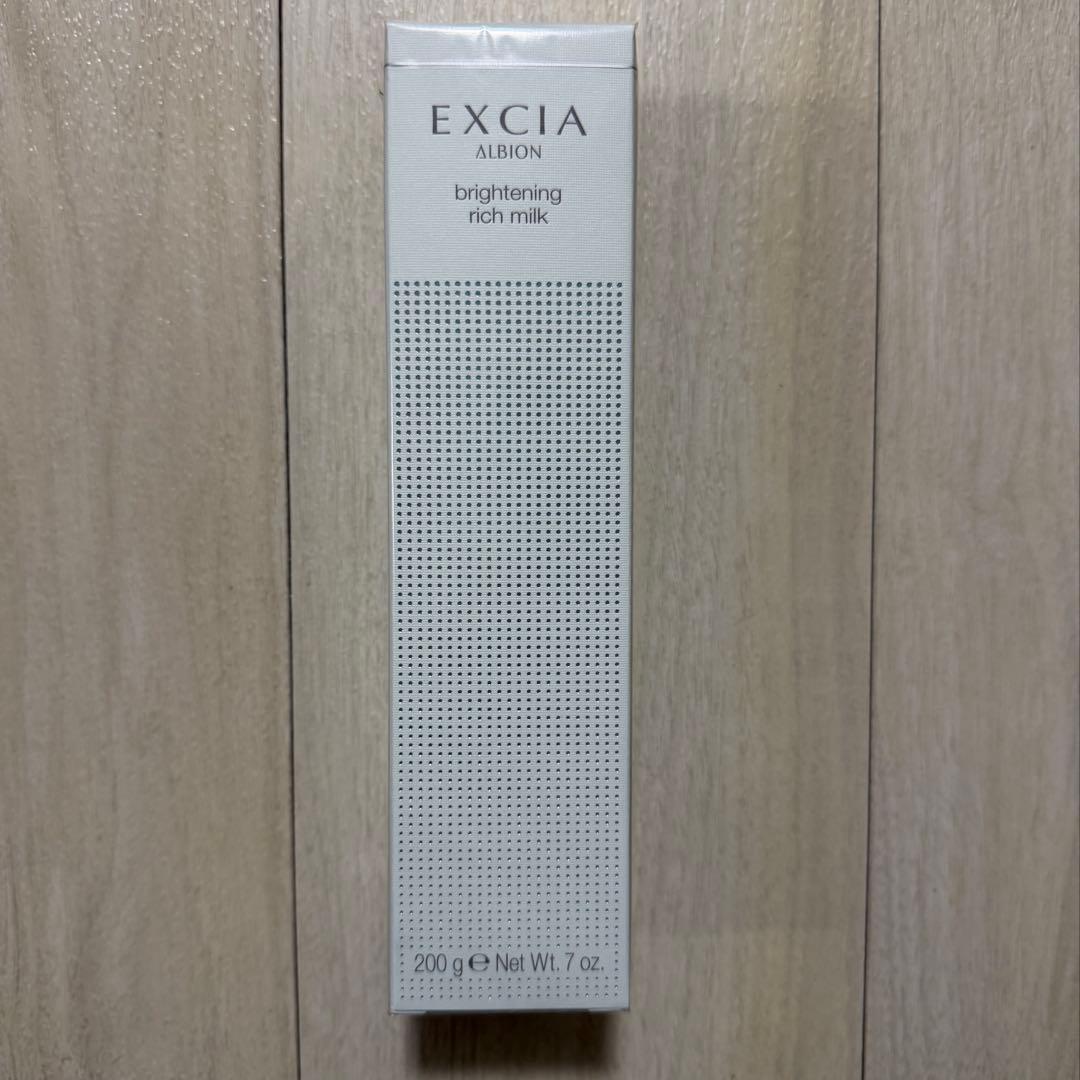 EXCIA
ALBION
brightening
rich milk
200 g ℮ Net Wt. 7 oz.